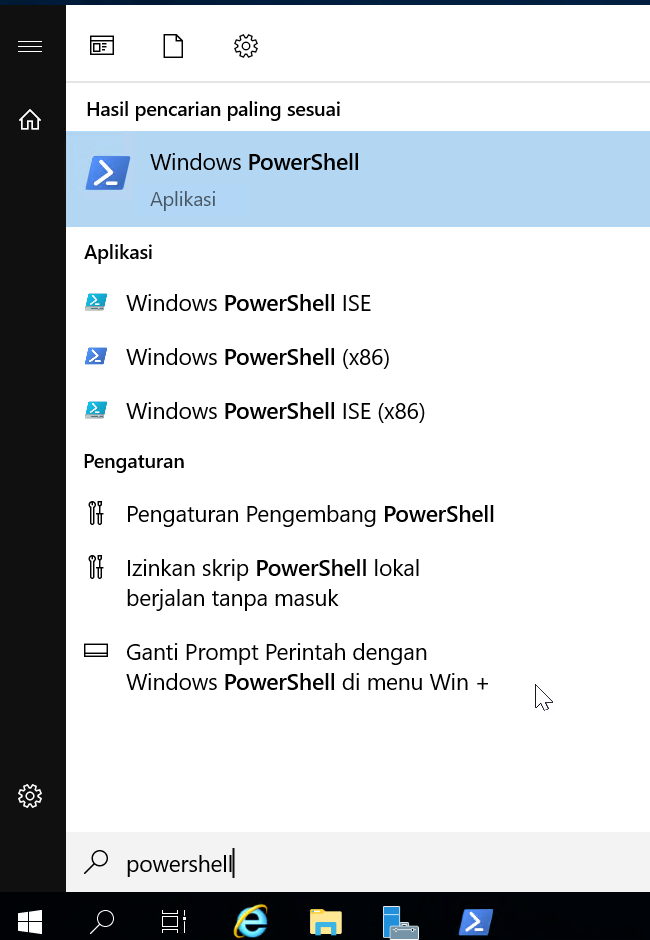 Hasil pencarian paling sesuai
Windows PowerShell
Aplikasi
Aplikasi
Windows PowerShell ISE
Windows PowerShell (x86)
Windows PowerShell ISE (x86)
Pengaturan
Pengaturan Pengembang PowerShell
Izinkan skrip PowerShell lokal
berjalan tanpa masuk
Ganti Prompt Perintah dengan
Windows PowerShell di menu Win +
powershell